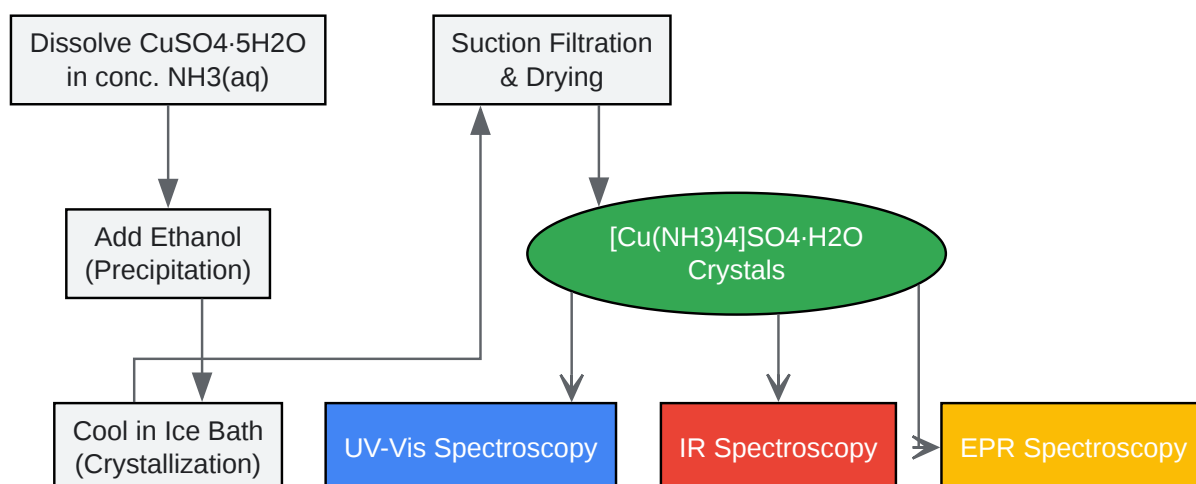 Dissolve CuSO4·5H2O
in conc. NH3(aq)
Add Ethanol
(Precipitation)
Cool in Ice Bath
(Crystallization)
Suction Filtration
& Drying
[Cu(NH3)4]SO4·H2O
Crystals
UV-Vis Spectroscopy
IR Spectroscopy
EPR Spectroscopy